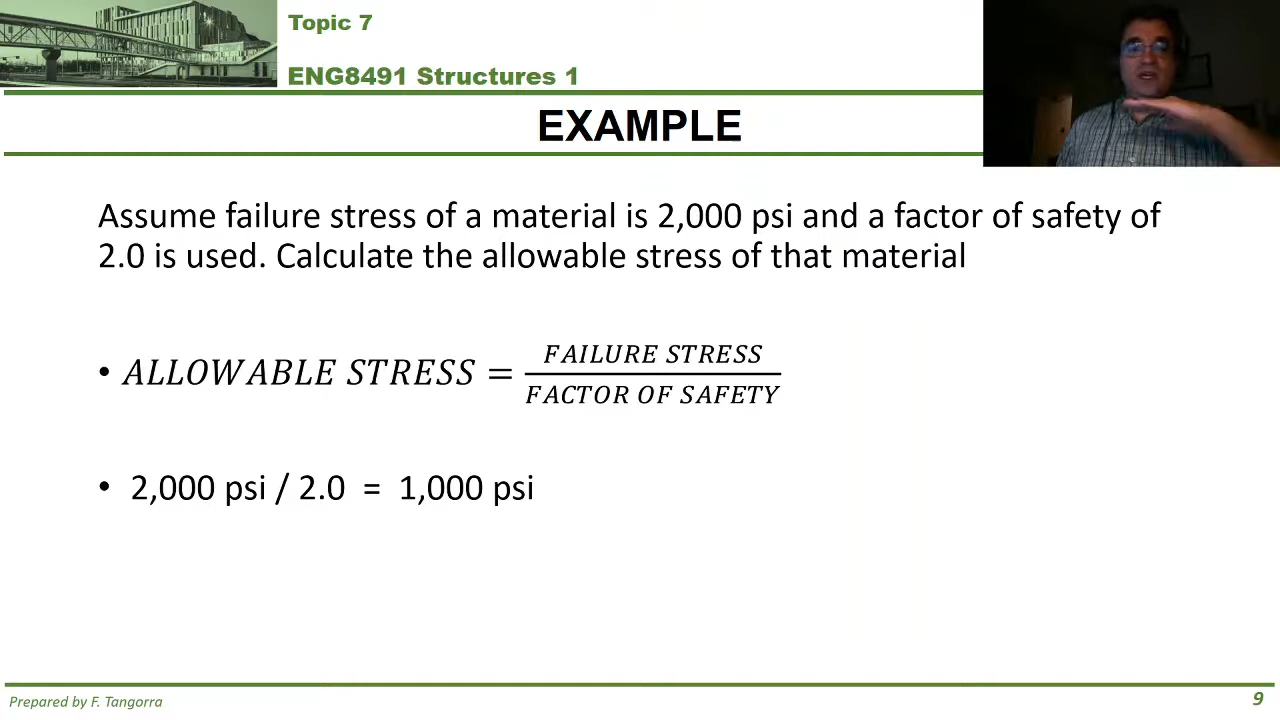 Topic 7
ENG8491 Structures 1
EXAMPLE
Assume failure stress of a material is 2,000 psi and a factor of safety of
2.0 is used. Calculate the allowable stress of that material
• ALLOWABLE STRESS = FAILURE STRESS / FACTOR OF SAFETY
• 2,000 psi / 2.0 = 1,000 psi
Prepared by F. Tangorra
9